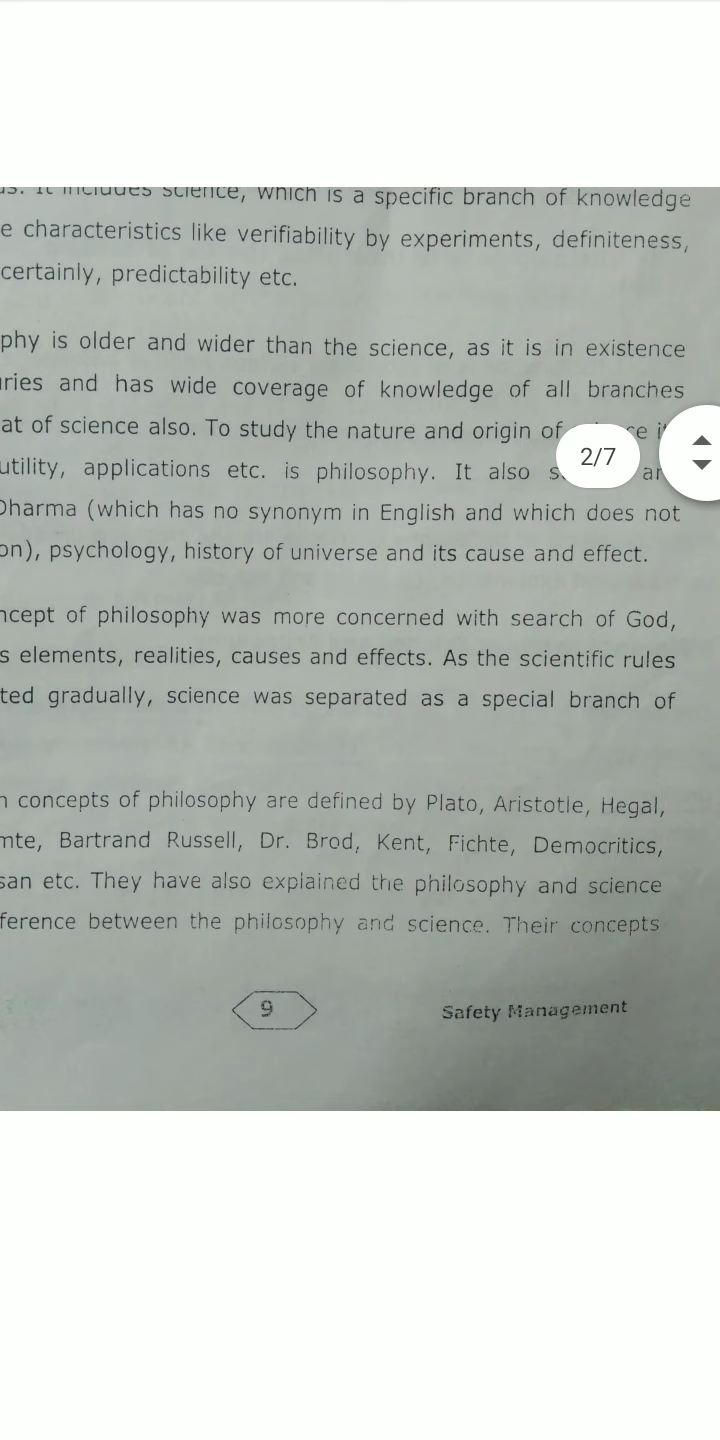 It includes science, which is a specific branch of knowledge
e characteristics like verifiability by experiments, definiteness,
certainly, predictability etc.
phy is older and wider than the science, as it is in existence
ries and has wide coverage of knowledge of all branches
at of science also. To study the nature and origin of
utility, applications etc. is philosophy. It also
Dharma (which has no synonym in English and which does not
on), psychology, history of universe and its cause and effect.
ncept of philosophy was more concerned with search of God,
s elements, realities, causes and effects. As the scientific rules
ted gradually, science was separated as a special branch of
n concepts of philosophy are defined by Plato, Aristotle, Hegal,
mte, Bartrand Russell, Dr. Brod, Kent, Fichte, Democritics,
san etc. They have also explained the philosophy and science
ference between the philosophy and science. Their concepts
9
Safety Management
2/7